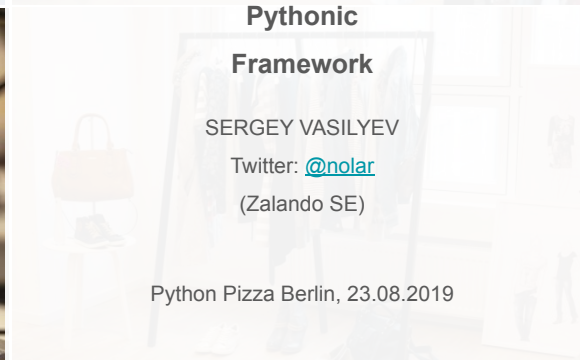 Pythonic
Framework
SERGEY VASILYEV
Twitter: @nolar
(Zalando SE)
Python Pizza Berlin, 23.08.2019